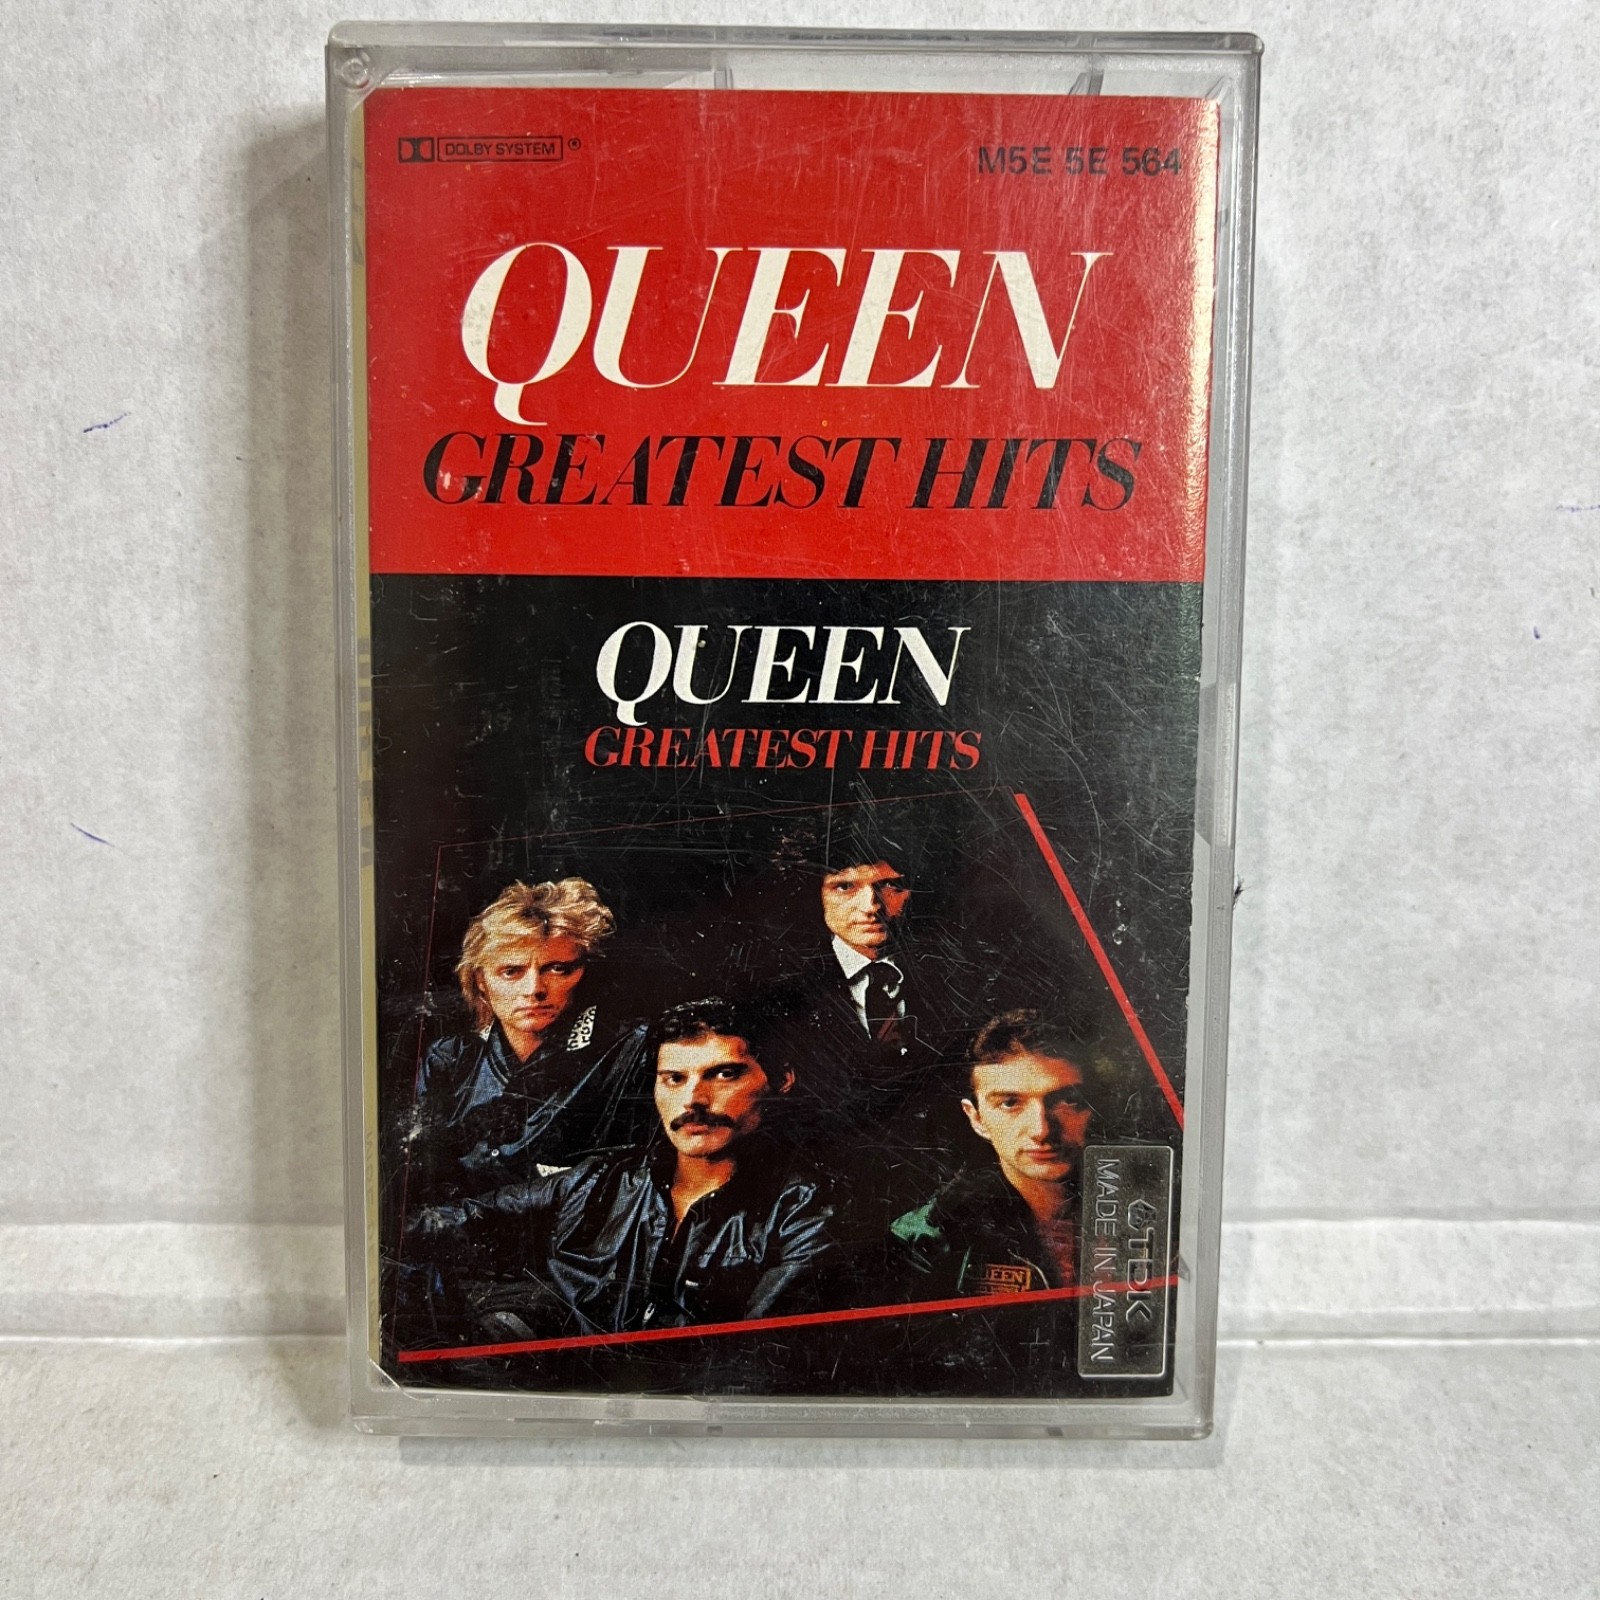 DOLBY SYSTEM ®
M5E 5E 564
QUEEN
GREATEST HITS
QUEEN
GREATEST HITS
TDK
MADE IN JAPAN